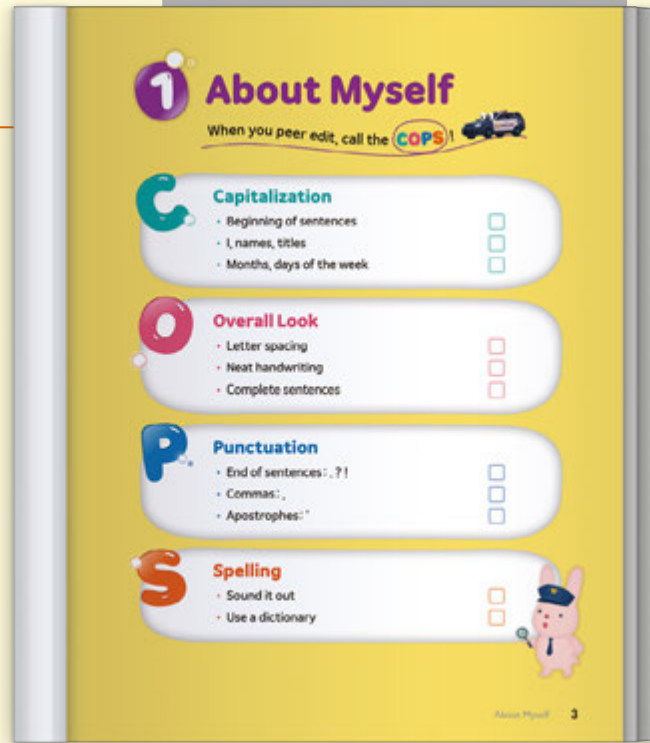 1 About Myself
When you peer edit, call the COPS!
C
Capitalization
• Beginning of sentences
• I, names, titles
• Months, days of the week
O
Overall Look
• Letter spacing
• Neat handwriting
• Complete sentences
P
Punctuation
• End of sentences: . ? !
• Commas: ,
• Apostrophes: '
S
Spelling
• Sound it out
• Use a dictionary
About Myself 3